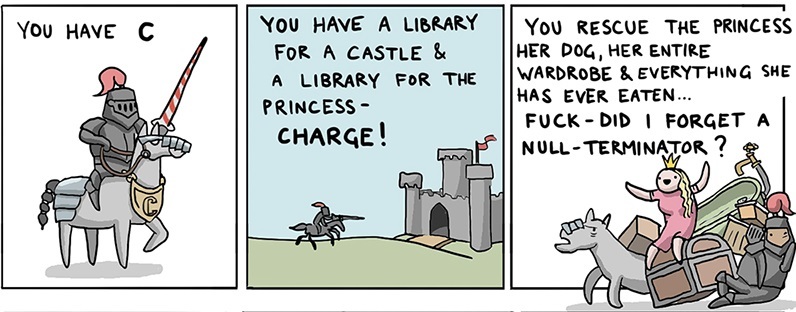 YOU HAVE C
C
YOU HAVE A LIBRARY
FOR A CASTLE &
A LIBRARY FOR THE
PRINCESS-
CHARGE!
YOU RESCUE THE PRINCESS
HER DOG, HER ENTIRE
WARDROBE & EVERYTHING SHE
HAS EVER EATEN...
FUCK-DID I FORGET A
NULL-TERMINATOR?